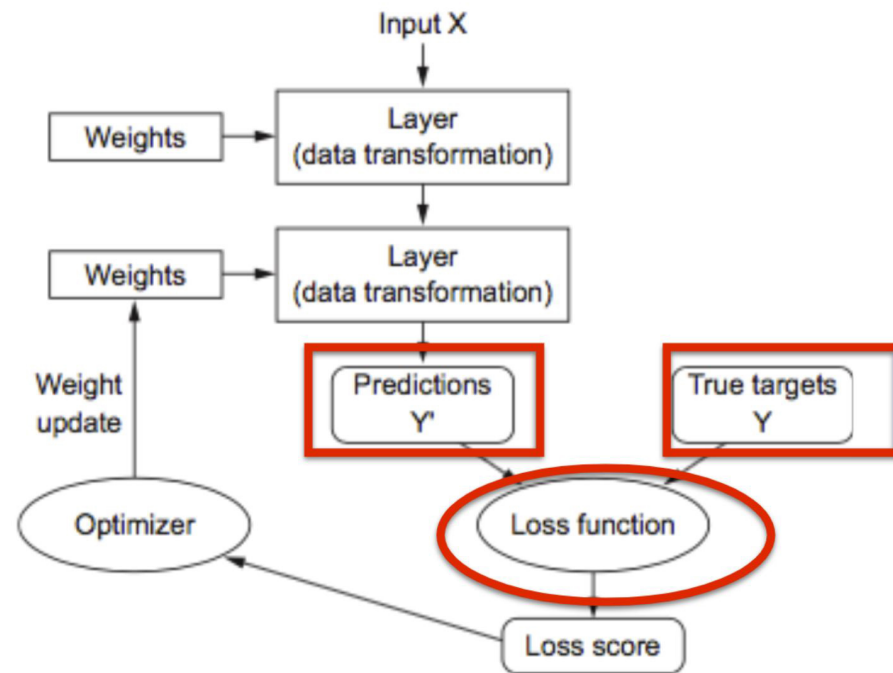 Input X
Weights
Layer
(data transformation)
Weights
Layer
(data transformation)
Weight
update
Predictions
Y'
True targets
Y
Optimizer
Loss function
Loss score